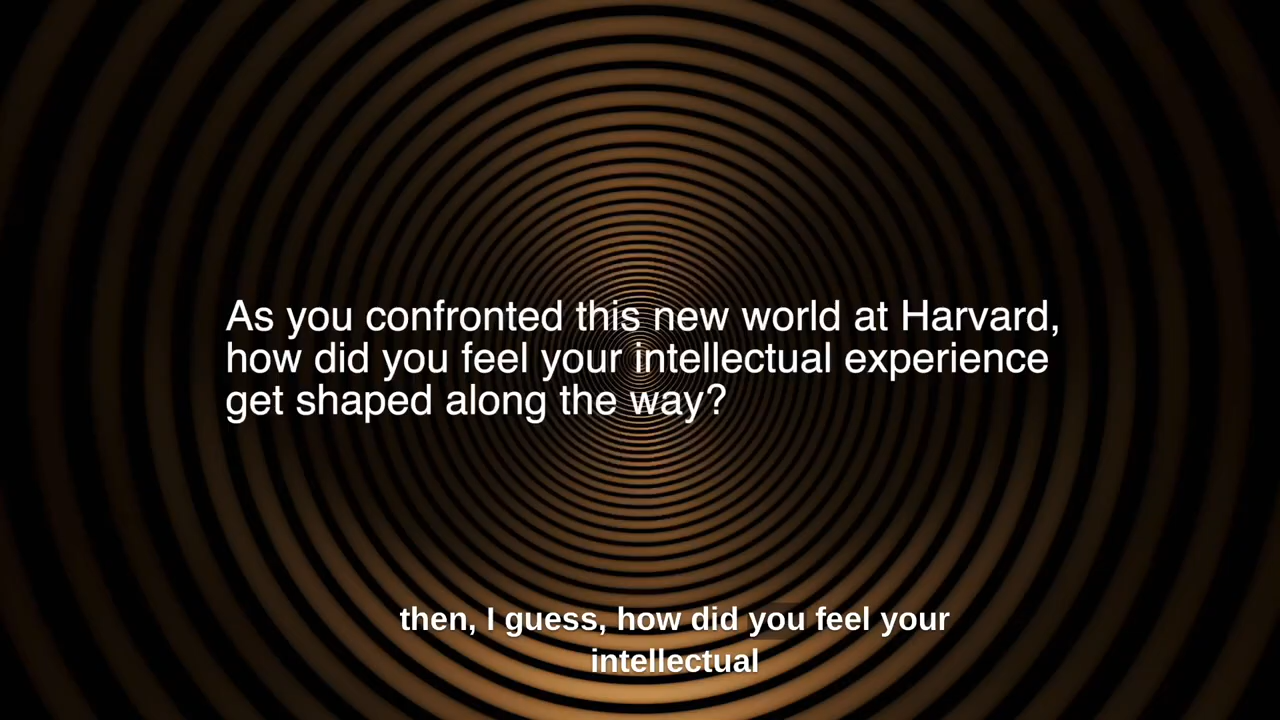 As you confronted this new world at Harvard,
how did you feel your intellectual experience
get shaped along the way?
then, I guess, how did you feel your
intellectual